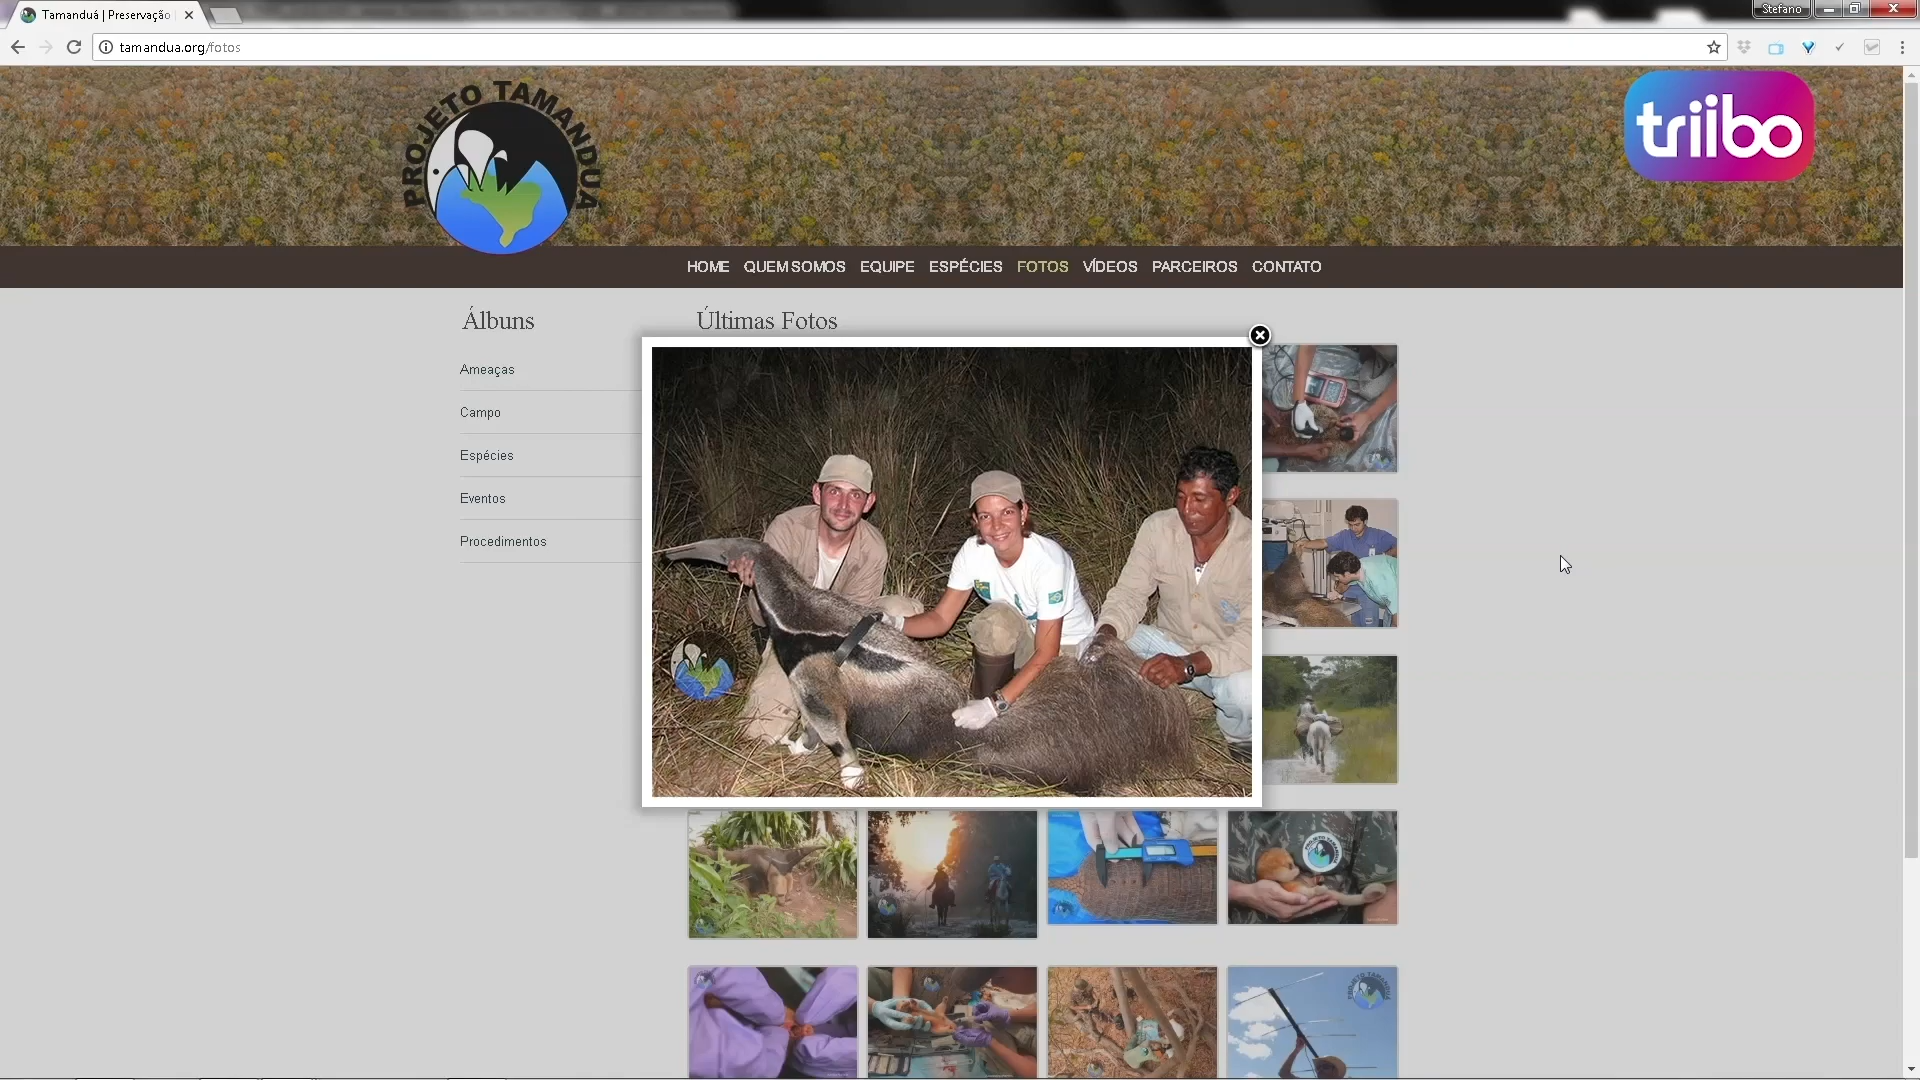 Tamanduá | Preservação
Stefano
tamandua.org/fotos
PROJETO TAMANDUÁ
triibo
HOME QUEM SOMOS EQUIPE ESPÉCIES FOTOS VÍDEOS PARCEIROS CONTATO
Álbuns
Últimas Fotos
Ameaças
Campo
Espécies
Eventos
Procedimentos